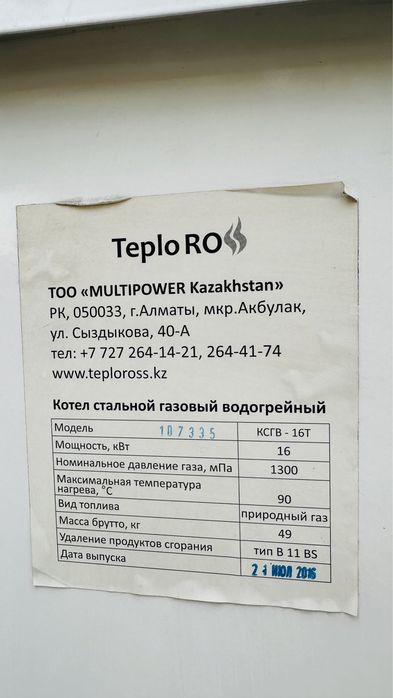 Teplo ROSS
ТОО «MULTIPOWER Kazakhstan»
РК, 050033, г.Алматы, мкр.Акбулак,
ул. Сыздыкова, 40-А
тел: +7 727 264-14-21, 264-41-74
www.teploross.kz
Котел стальной газовый водогрейный
Модель 107335 КСГВ - 16Т
Мощность, кВт 16
Номинальное давление газа, мПа 1300
Максимальная температура
нагрева, °С 90
Вид топлива природный газ
Масса брутто, кг 49
Удаление продуктов сгорания тип В 11 BS
Дата выпуска 21 ИЮЛ 2016